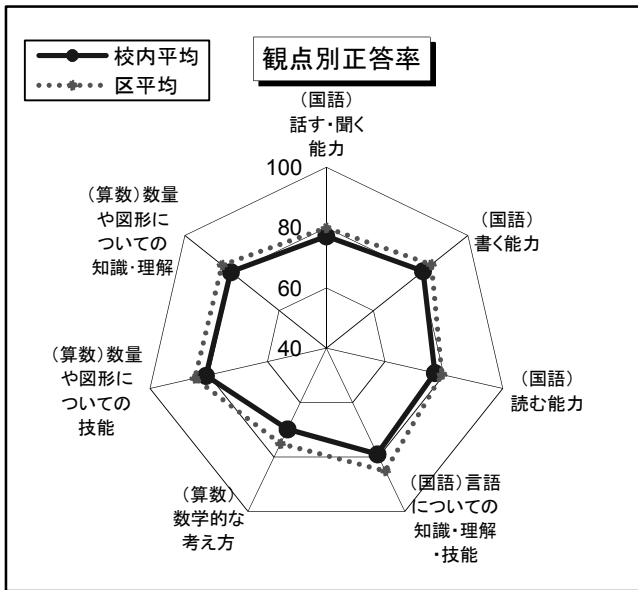 校内平均
区平均
観点別正答率
(国語)
話す・聞く
能力
100
80
60
40
(国語)
書く能力
(国語)
読む能力
(国語)言語
についての
知識・理解
・技能
(算数)
数学的な
考え方
(算数)数量
や図形に
ついての
技能
(算数)数量
や図形に
ついての
知識・理解